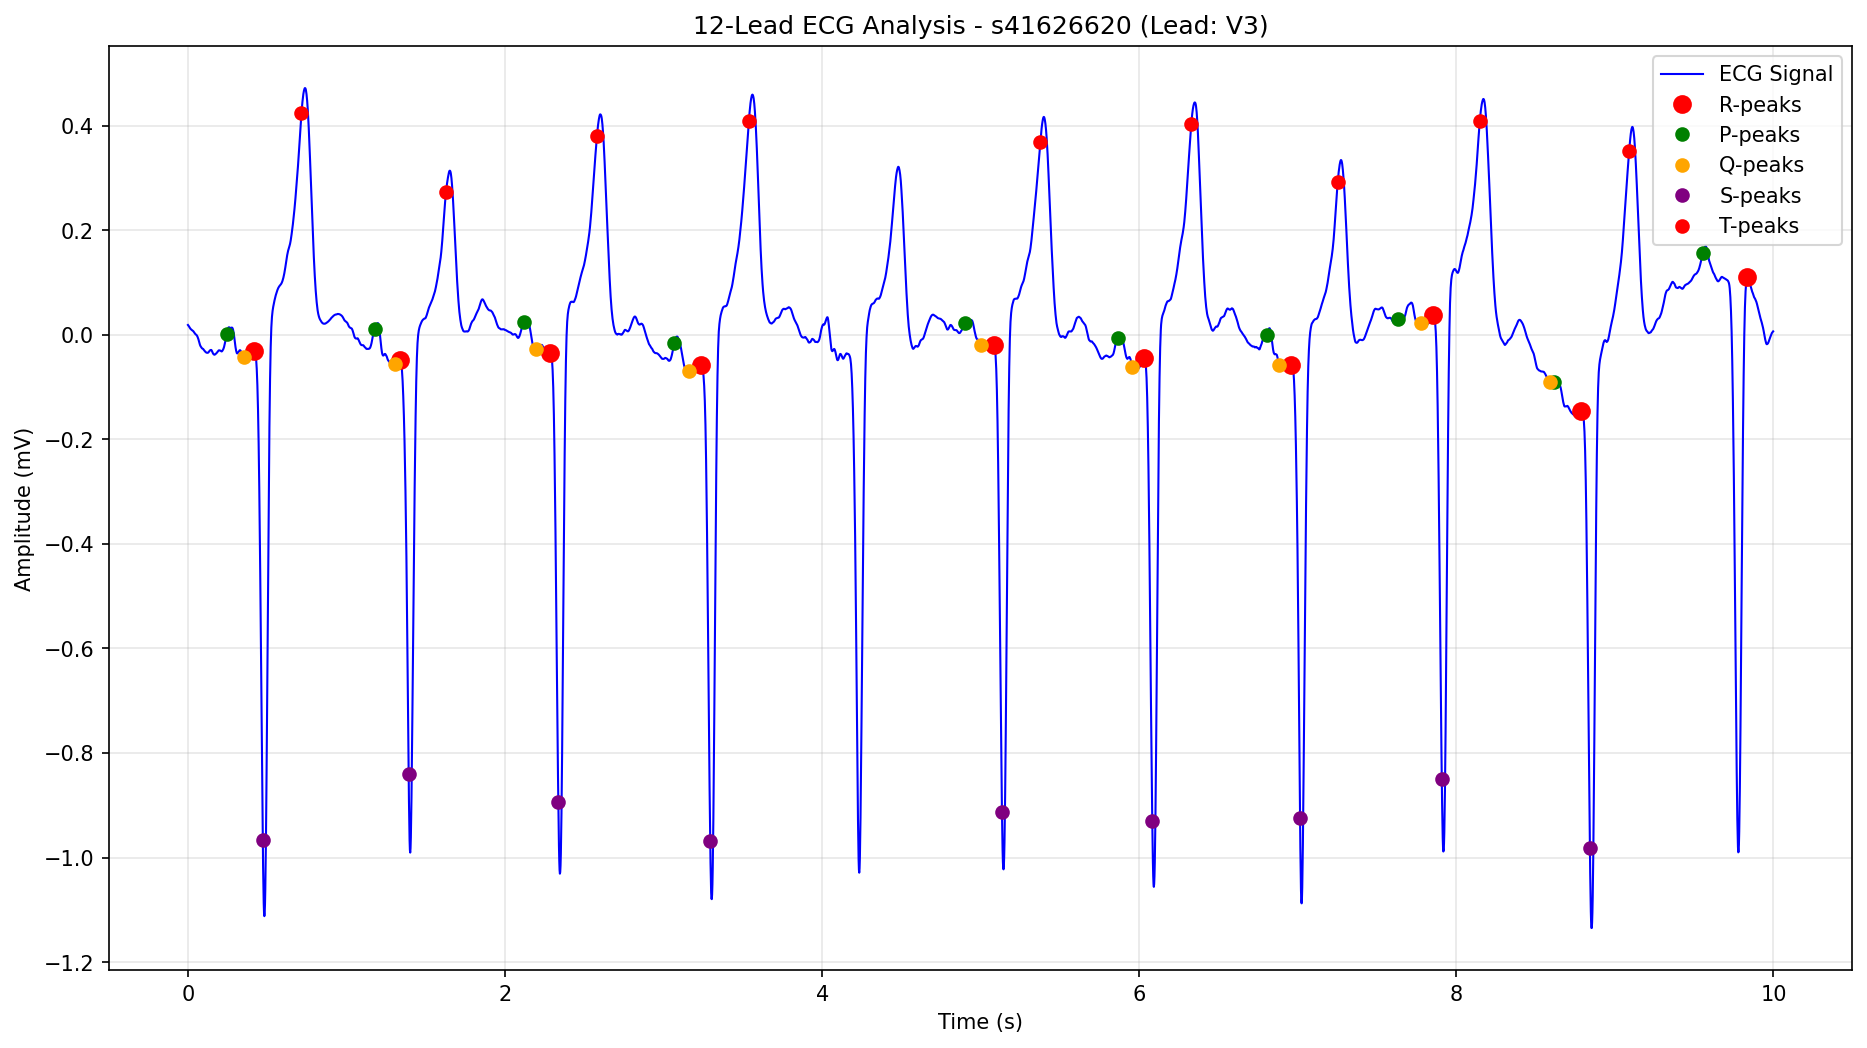 12-Lead ECG Analysis - s41626620 (Lead: V3)
ECG Signal
R-peaks
P-peaks
Q-peaks
S-peaks
T-peaks
Amplitude (mV)
0.4
0.2
0.0
−0.2
−0.4
−0.6
−0.8
−1.0
−1.2
0 2 4 6 8 10
Time (s)